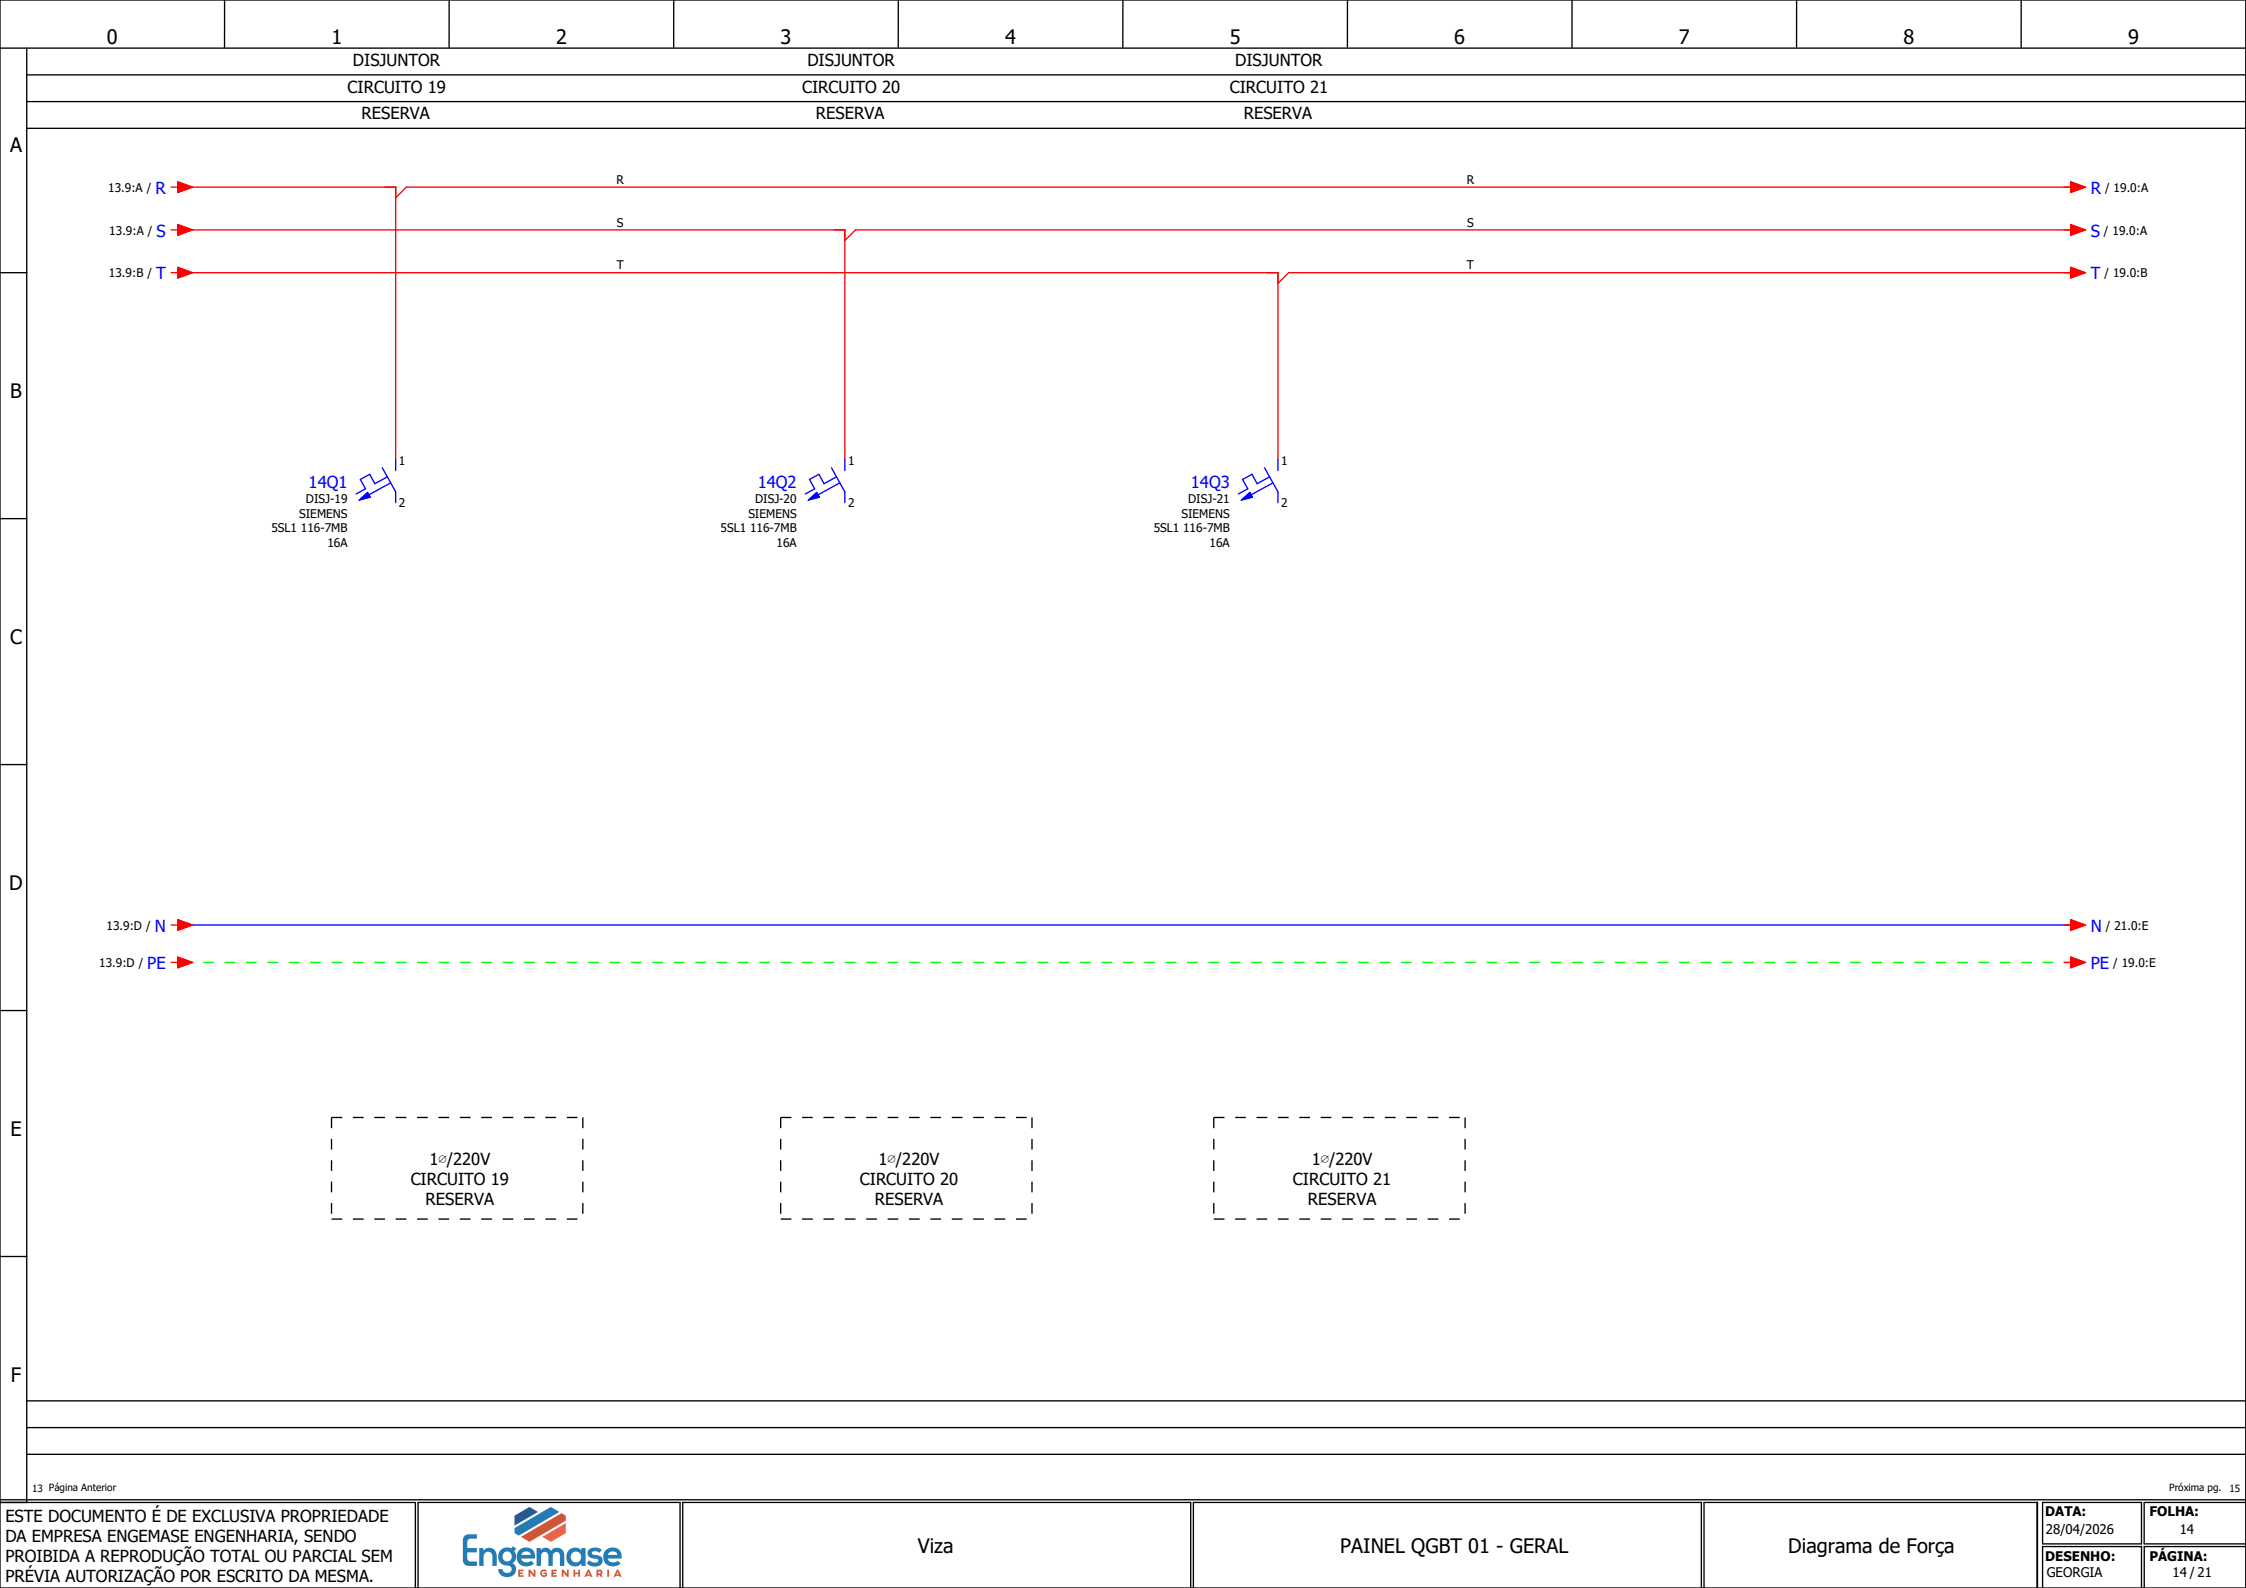 0 1 2 3 4 5 6 7 8 9
DISJUNTOR DISJUNTOR DISJUNTOR
CIRCUITO 19 CIRCUITO 20 CIRCUITO 21
RESERVA RESERVA RESERVA
A
13.9:A / R R R R / 19.0:A
13.9:A / S S S S / 19.0:A
13.9:B / T T T T / 19.0:B
B
1 1 1
14Q1 14Q2 14Q3
DISJ-19 2 DISJ-20 2 DISJ-21 2
SIEMENS SIEMENS SIEMENS
5SL1 116-7MB 5SL1 116-7MB 5SL1 116-7MB
16A 16A 16A
C
D
13.9:D / N N / 21.0:E
13.9:D / PE PE / 19.0:E
E
1⌀/220V 1⌀/220V 1⌀/220V
CIRCUITO 19 CIRCUITO 20 CIRCUITO 21
RESERVA RESERVA RESERVA
F
13 Página Anterior Próxima pg. 15
ESTE DOCUMENTO É DE EXCLUSIVA PROPRIEDADE
DA EMPRESA ENGEMASE ENGENHARIA, SENDO
PROIBIDA A REPRODUÇÃO TOTAL OU PARCIAL SEM
PRÉVIA AUTORIZAÇÃO POR ESCRITO DA MESMA.
Engemase
ENGENHARIA
Viza
PAINEL QGBT 01 - GERAL
Diagrama de Força
DATA: FOLHA:
28/04/2026 14
DESENHO: PÁGINA:
GEORGIA 14 / 21